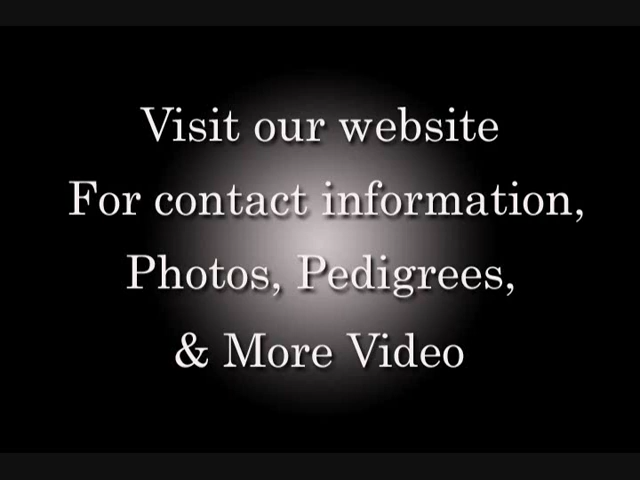 Visit our website
For contact information,
Photos, Pedigrees,
& More Video